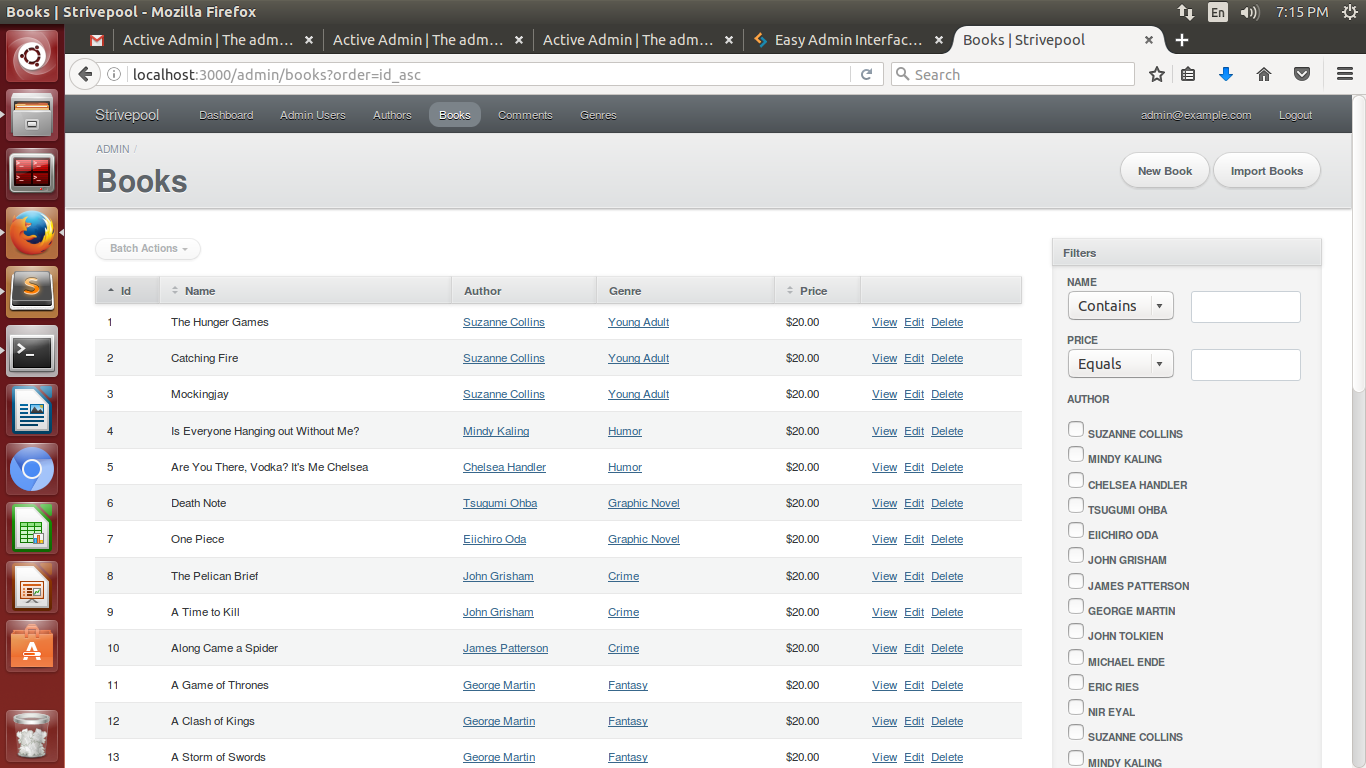 Books | Strivepool - Mozilla Firefox
En
7:15 PM
Active Admin | The adm… ×
Active Admin | The adm… ×
Active Admin | The adm… ×
Easy Admin Interfac… ×
Books | Strivepool ×
localhost:3000/admin/books?order=id_asc
Search
Strivepool Dashboard Admin Users Authors Books Comments Genres admin@example.com Logout
ADMIN /
Books
New Book
Import Books
Batch Actions
Id Name Author Genre Price
1 The Hunger Games Suzanne Collins Young Adult $20.00 View Edit Delete
2 Catching Fire Suzanne Collins Young Adult $20.00 View Edit Delete
3 Mockingjay Suzanne Collins Young Adult $20.00 View Edit Delete
4 Is Everyone Hanging out Without Me? Mindy Kaling Humor $20.00 View Edit Delete
5 Are You There, Vodka? It's Me Chelsea Chelsea Handler Humor $20.00 View Edit Delete
6 Death Note Tsugumi Ohba Graphic Novel $20.00 View Edit Delete
7 One Piece Eiichiro Oda Graphic Novel $20.00 View Edit Delete
8 The Pelican Brief John Grisham Crime $20.00 View Edit Delete
9 A Time to Kill John Grisham Crime $20.00 View Edit Delete
10 Along Came a Spider James Patterson Crime $20.00 View Edit Delete
11 A Game of Thrones George Martin Fantasy $20.00 View Edit Delete
12 A Clash of Kings George Martin Fantasy $20.00 View Edit Delete
13 A Storm of Swords George Martin Fantasy $20.00 View Edit Delete
Filters
NAME
Contains
PRICE
Equals
AUTHOR
SUZANNE COLLINS
MINDY KALING
CHELSEA HANDLER
TSUGUMI OHBA
EIICHIRO ODA
JOHN GRISHAM
JAMES PATTERSON
GEORGE MARTIN
JOHN TOLKIEN
MICHAEL ENDE
ERIC RIES
NIR EYAL
SUZANNE COLLINS
MINDY KALING